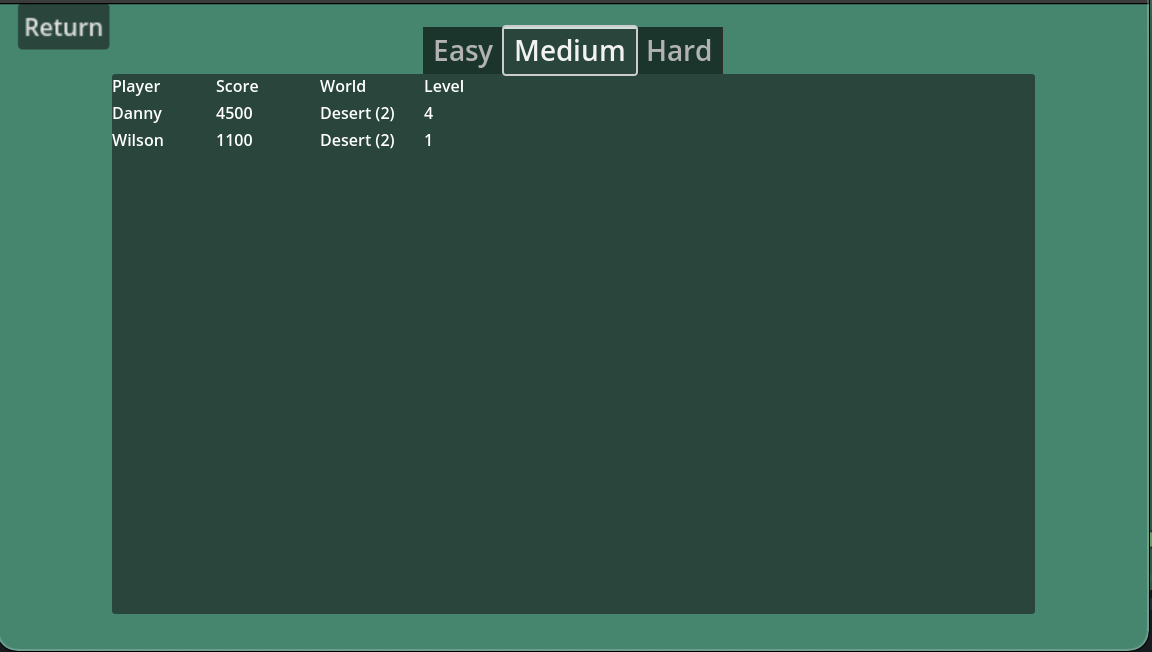 Return
Easy Medium Hard
Player Score World Level
Danny 4500 Desert (2) 4
Wilson 1100 Desert (2) 1